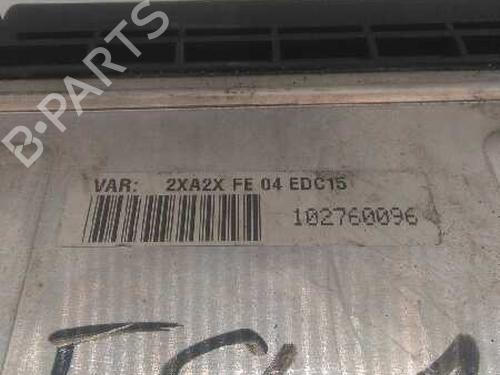 B-PARTS
VAR: 2XA2X FE 04 EDC15
102760096